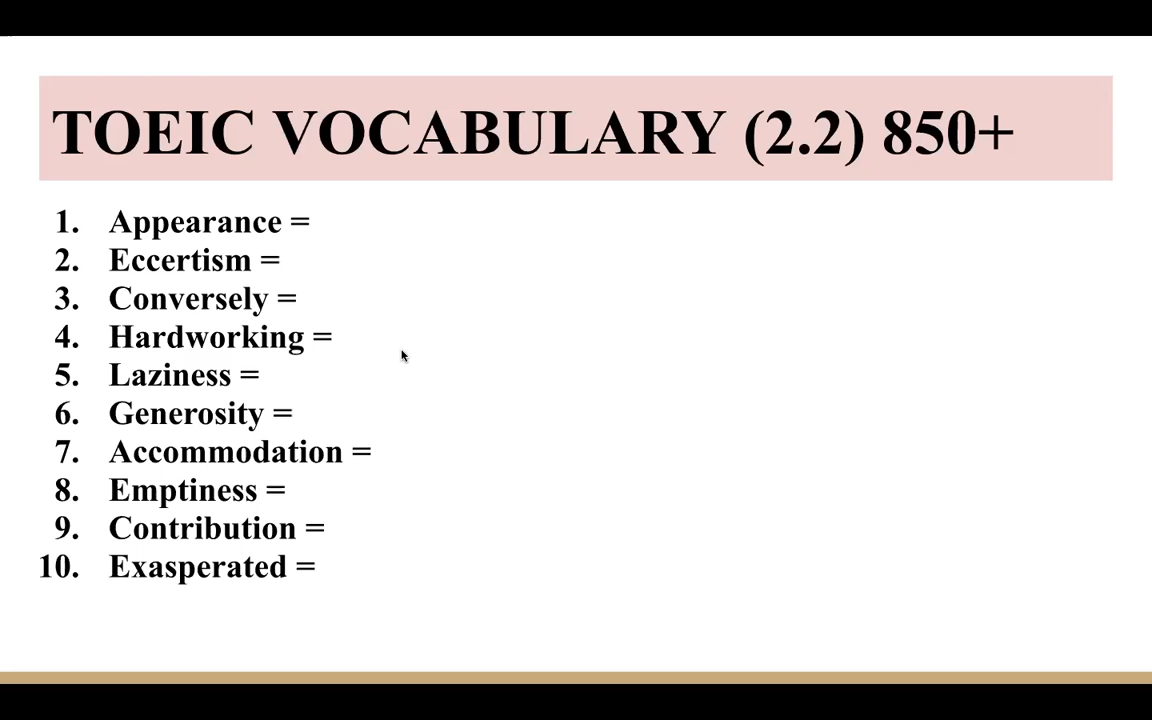 TOEIC VOCABULARY (2.2) 850+
1. Appearance =
2. Eccertism =
3. Conversely =
4. Hardworking =
5. Laziness =
6. Generosity =
7. Accommodation =
8. Emptiness =
9. Contribution =
10. Exasperated =